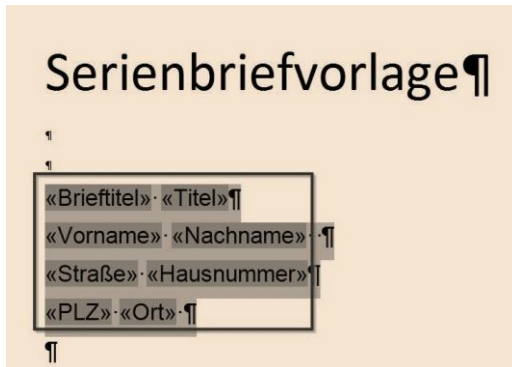 Serienbriefvorlage¶
¶
¶
«Brieftitel»·«Titel»¶
«Vorname»·«Nachname»··¶
«Straße»·«Hausnummer»¶
«PLZ»·«Ort»·¶
¶